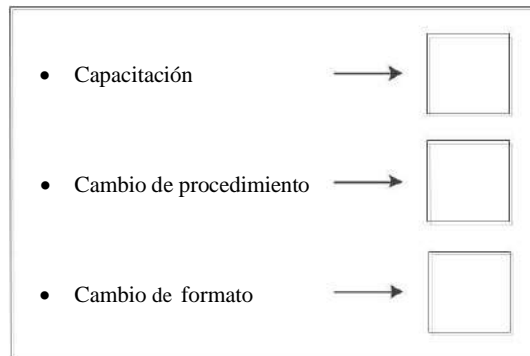 • Capacitación
• Cambio de procedimiento
• Cambio de formato